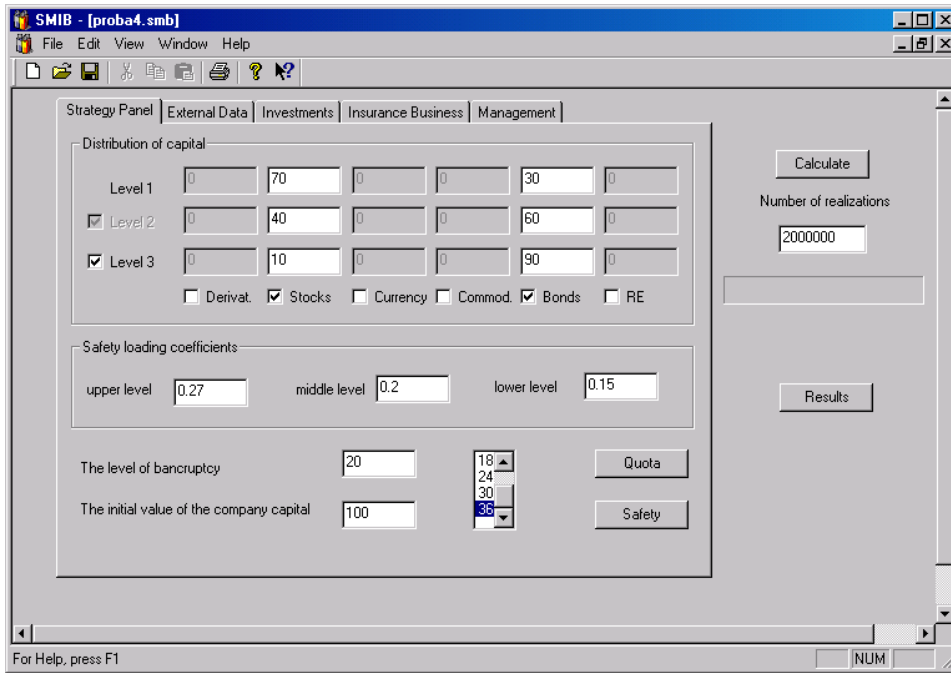 SMIB - [proba4.smb]
File Edit View Window Help
Strategy Panel External Data Investments Insurance Business Management
Distribution of capital
Level 1 0 70 0 0 30 0
Level 2 0 40 0 0 60 0
Level 3 0 10 0 0 90 0
Derivat. Stocks Currency Commod. Bonds RE
Calculate
Number of realizations
2000000
Safety loading coefficients
upper level 0.27 middle level 0.2 lower level 0.15
Results
The level of bancruptcy 20
18
24
30
36
Quota
The initial value of the company capital 100
Safety
For Help, press F1
NUM